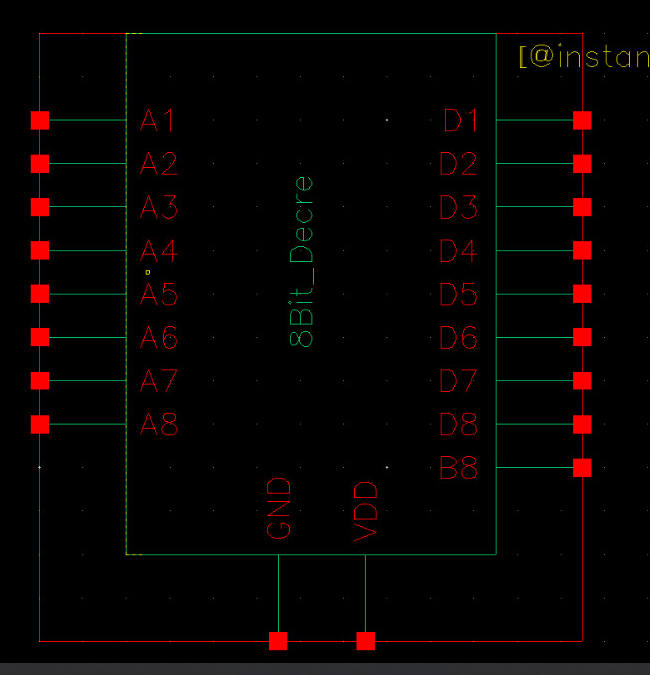 [@instan
A1 D1
A2 D2
A3 D3
A4 D4
A5 D5
A6 D6
A7 D7
A8 D8
B8
8Bit_Decre
GND VDD